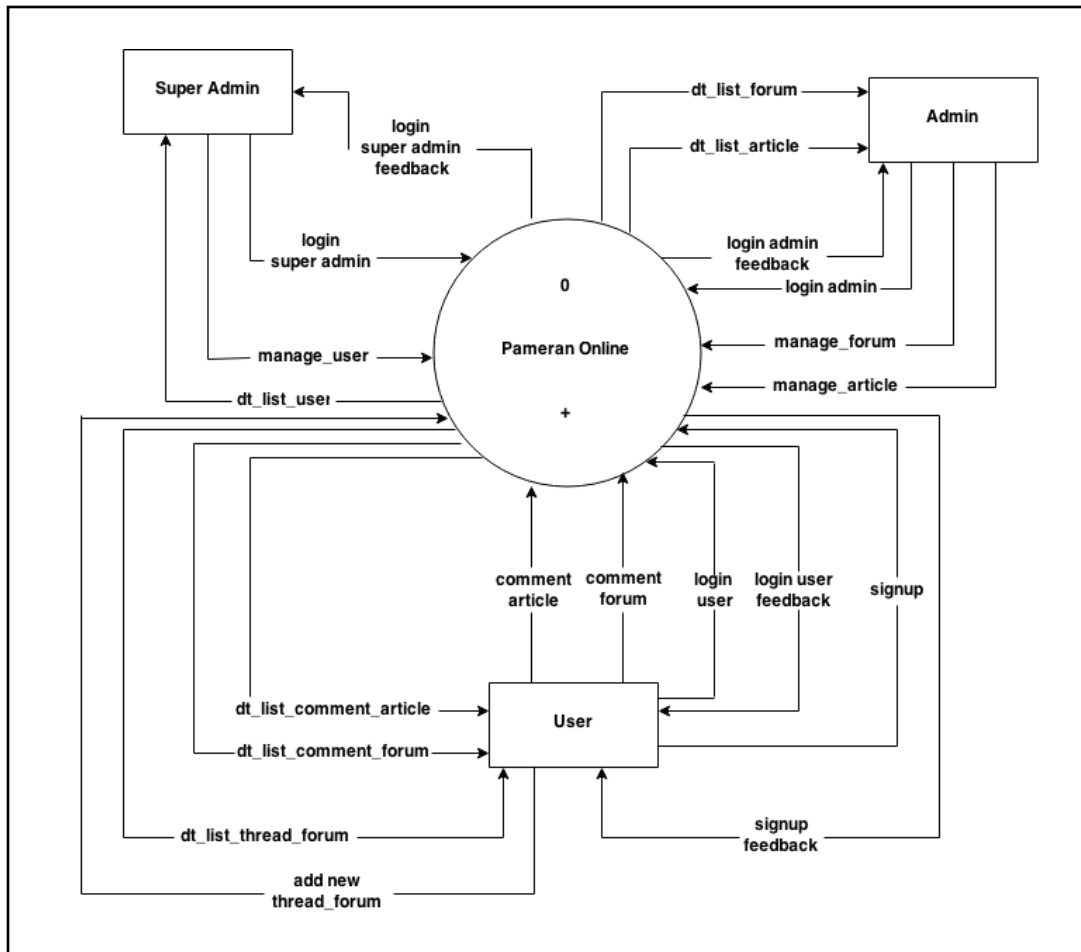 Super Admin
dt_list_forum
Admin
login
super admin
feedback
dt_list_article
login
super admin
login admin
feedback
0
login admin
manage_user
Pameran Online
manage_forum
dt_list_user
manage_article
+
comment
article
comment
forum
login
user
login user
feedback
signup
dt_list_comment_article
User
dt_list_comment_forum
dt_list_thread_forum
signup
feedback
add new
thread_forum